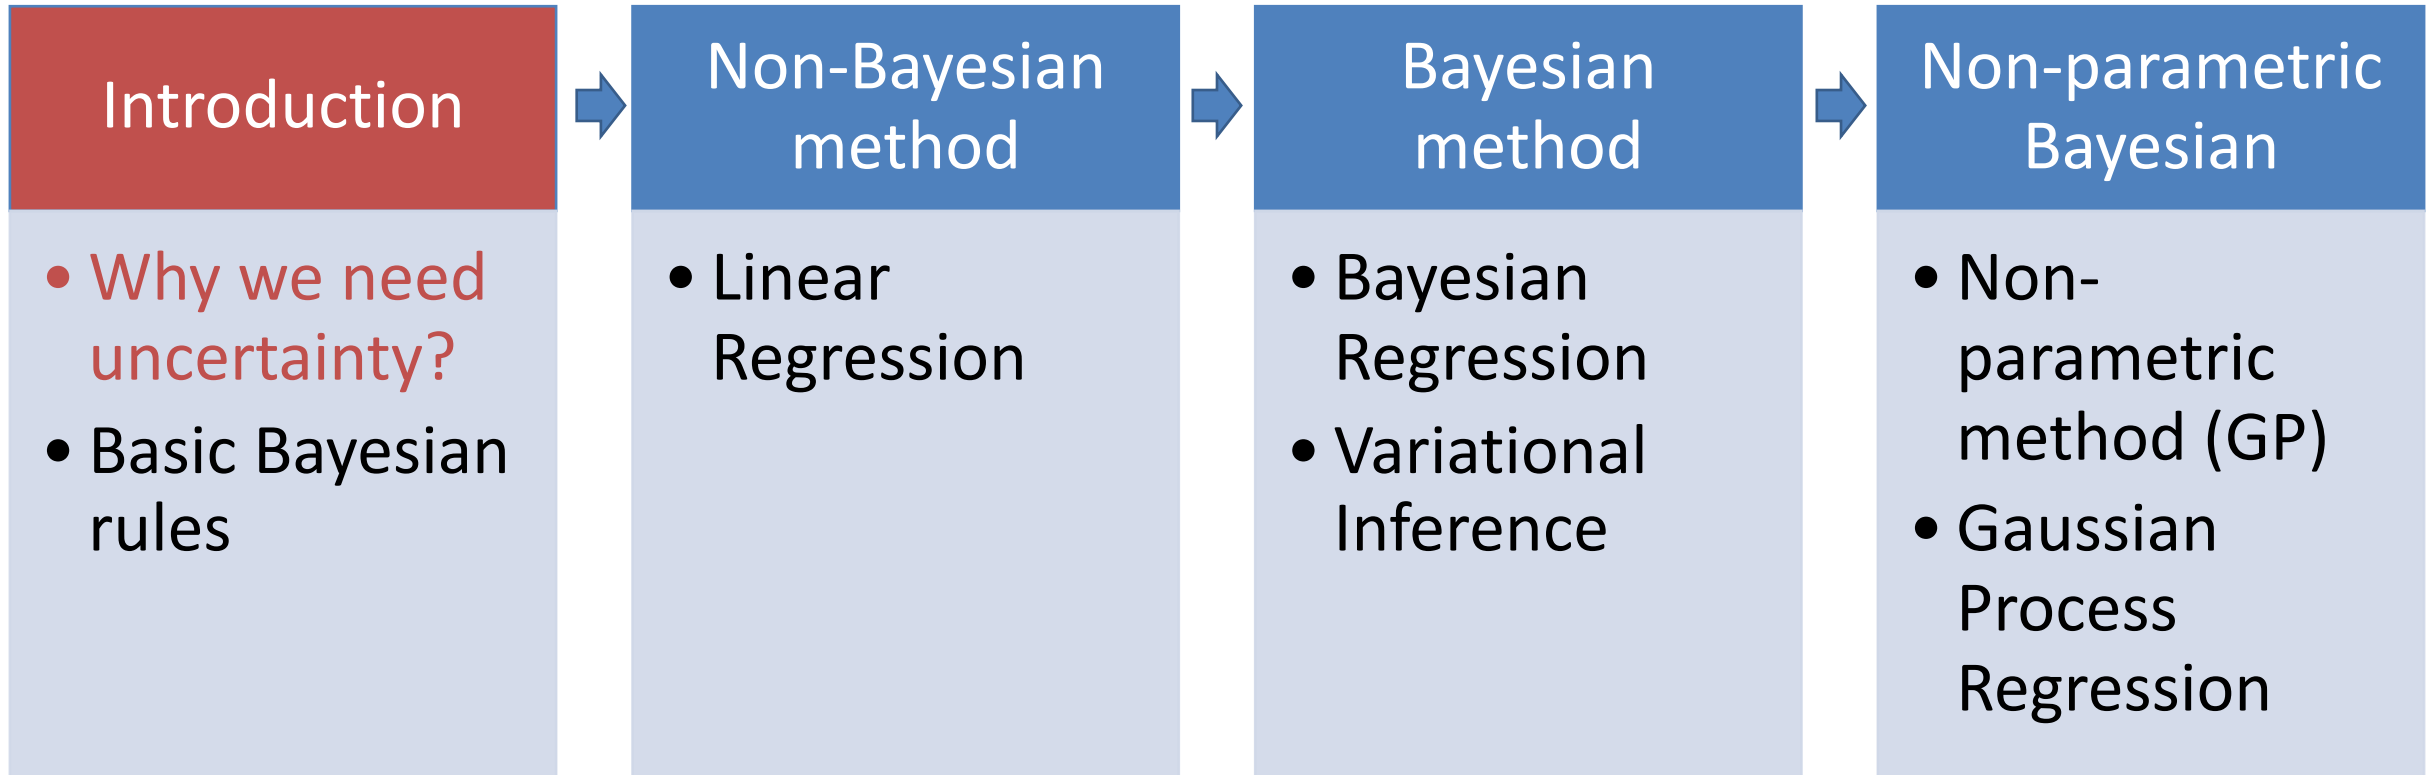 Introduction
• Why we need
uncertainty?
• Basic Bayesian
rules
Non-Bayesian
method
• Linear
Regression
Bayesian
method
• Bayesian
Regression
• Variational
Inference
Non-parametric
Bayesian
• Non-
parametric
method (GP)
• Gaussian
Process
Regression